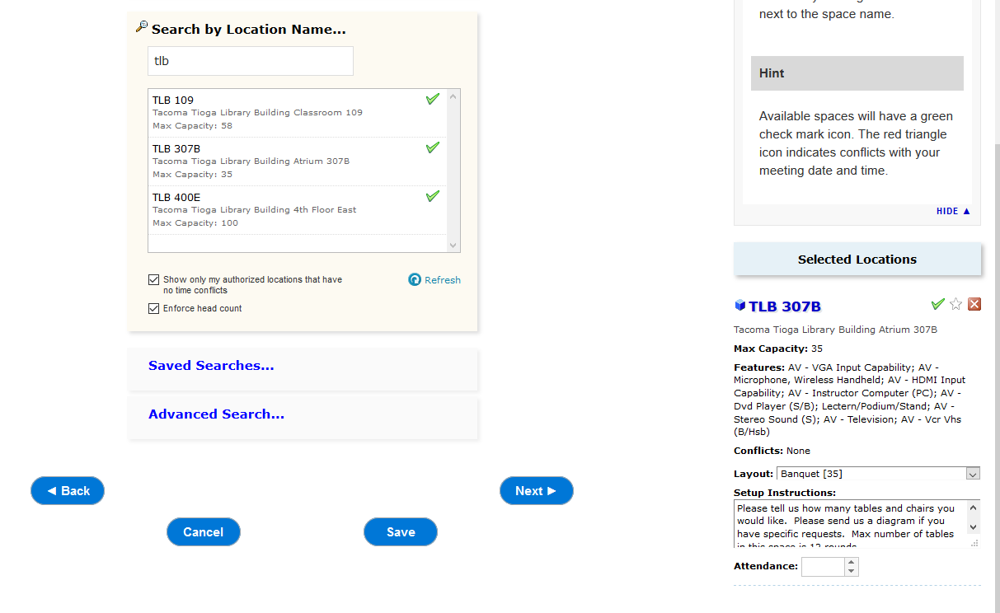 Search by Location Name...
tlb
TLB 109
Tacoma Tioga Library Building Classroom 109
Max Capacity: 58
TLB 307B
Tacoma Tioga Library Building Atrium 307B
Max Capacity: 35
TLB 400E
Tacoma Tioga Library Building 4th Floor East
Max Capacity: 100
Show only my authorized locations that have
no time conflicts
Refresh
Enforce head count
Saved Searches...
Advanced Search...
◄ Back
Next ►
Cancel
Save
next to the space name.
Hint
Available spaces will have a green
check mark icon. The red triangle
icon indicates conflicts with your
meeting date and time.
HIDE ▲
Selected Locations
TLB 307B
Tacoma Tioga Library Building Atrium 307B
Max Capacity: 35
Features: AV - VGA Input Capability; AV -
Microphone, Wireless Handheld; AV - HDMI Input
Capability; AV - Instructor Computer (PC); AV -
Dvd Player (S/B); Lectern/Podium/Stand; AV -
Stereo Sound (S); AV - Television; AV - Vcr Vhs
(B/Hsb)
Conflicts: None
Layout: Banquet [35]
Setup Instructions:
Please tell us how many tables and chairs you
would like.  Please send us a diagram if you
have specific requests.  Max number of tables
in this space is 12 rounds
Attendance: